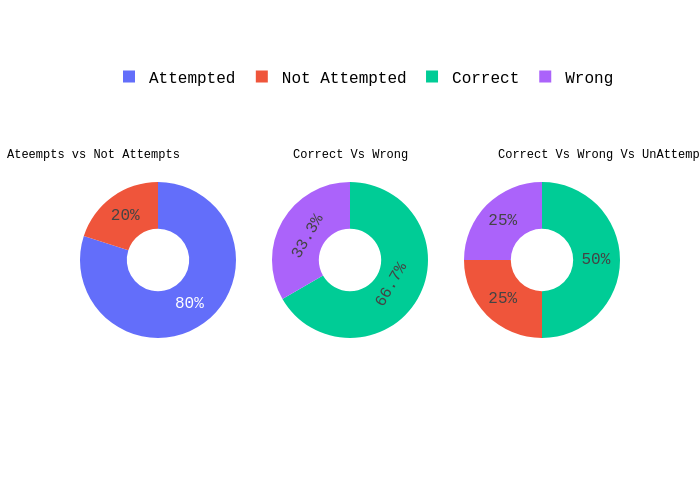 Attempted Not Attempted Correct Wrong
Ateempts vs Not Attempts
Correct Vs Wrong
Correct Vs Wrong Vs UnAttemp
20%
80%
33.3%
66.7%
25%
50%
25%